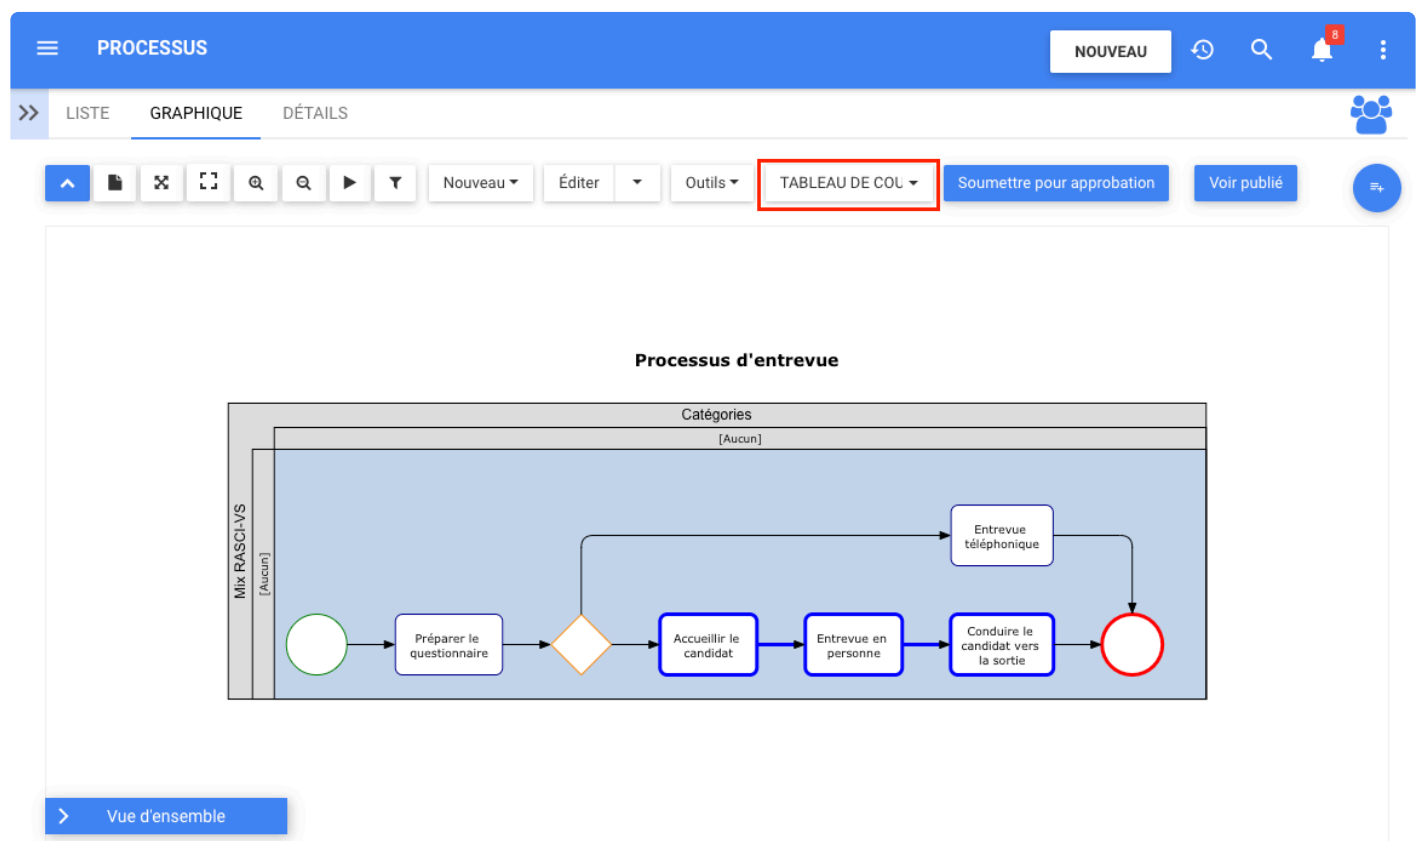 PROCESSUS
NOUVEAU
8
LISTE
GRAPHIQUE
DÉTAILS
Nouveau
Éditer
Outils
TABLEAU DE COU
Soumettre pour approbation
Voir publié
Processus d'entrevue
Catégories
[Aucun]
Mix RASCI-VS
[Aucun]
Entrevue
téléphonique
Préparer le
questionnaire
Accueillir le
candidat
Entrevue en
personne
Conduire le
candidat vers
la sortie
Vue d'ensemble